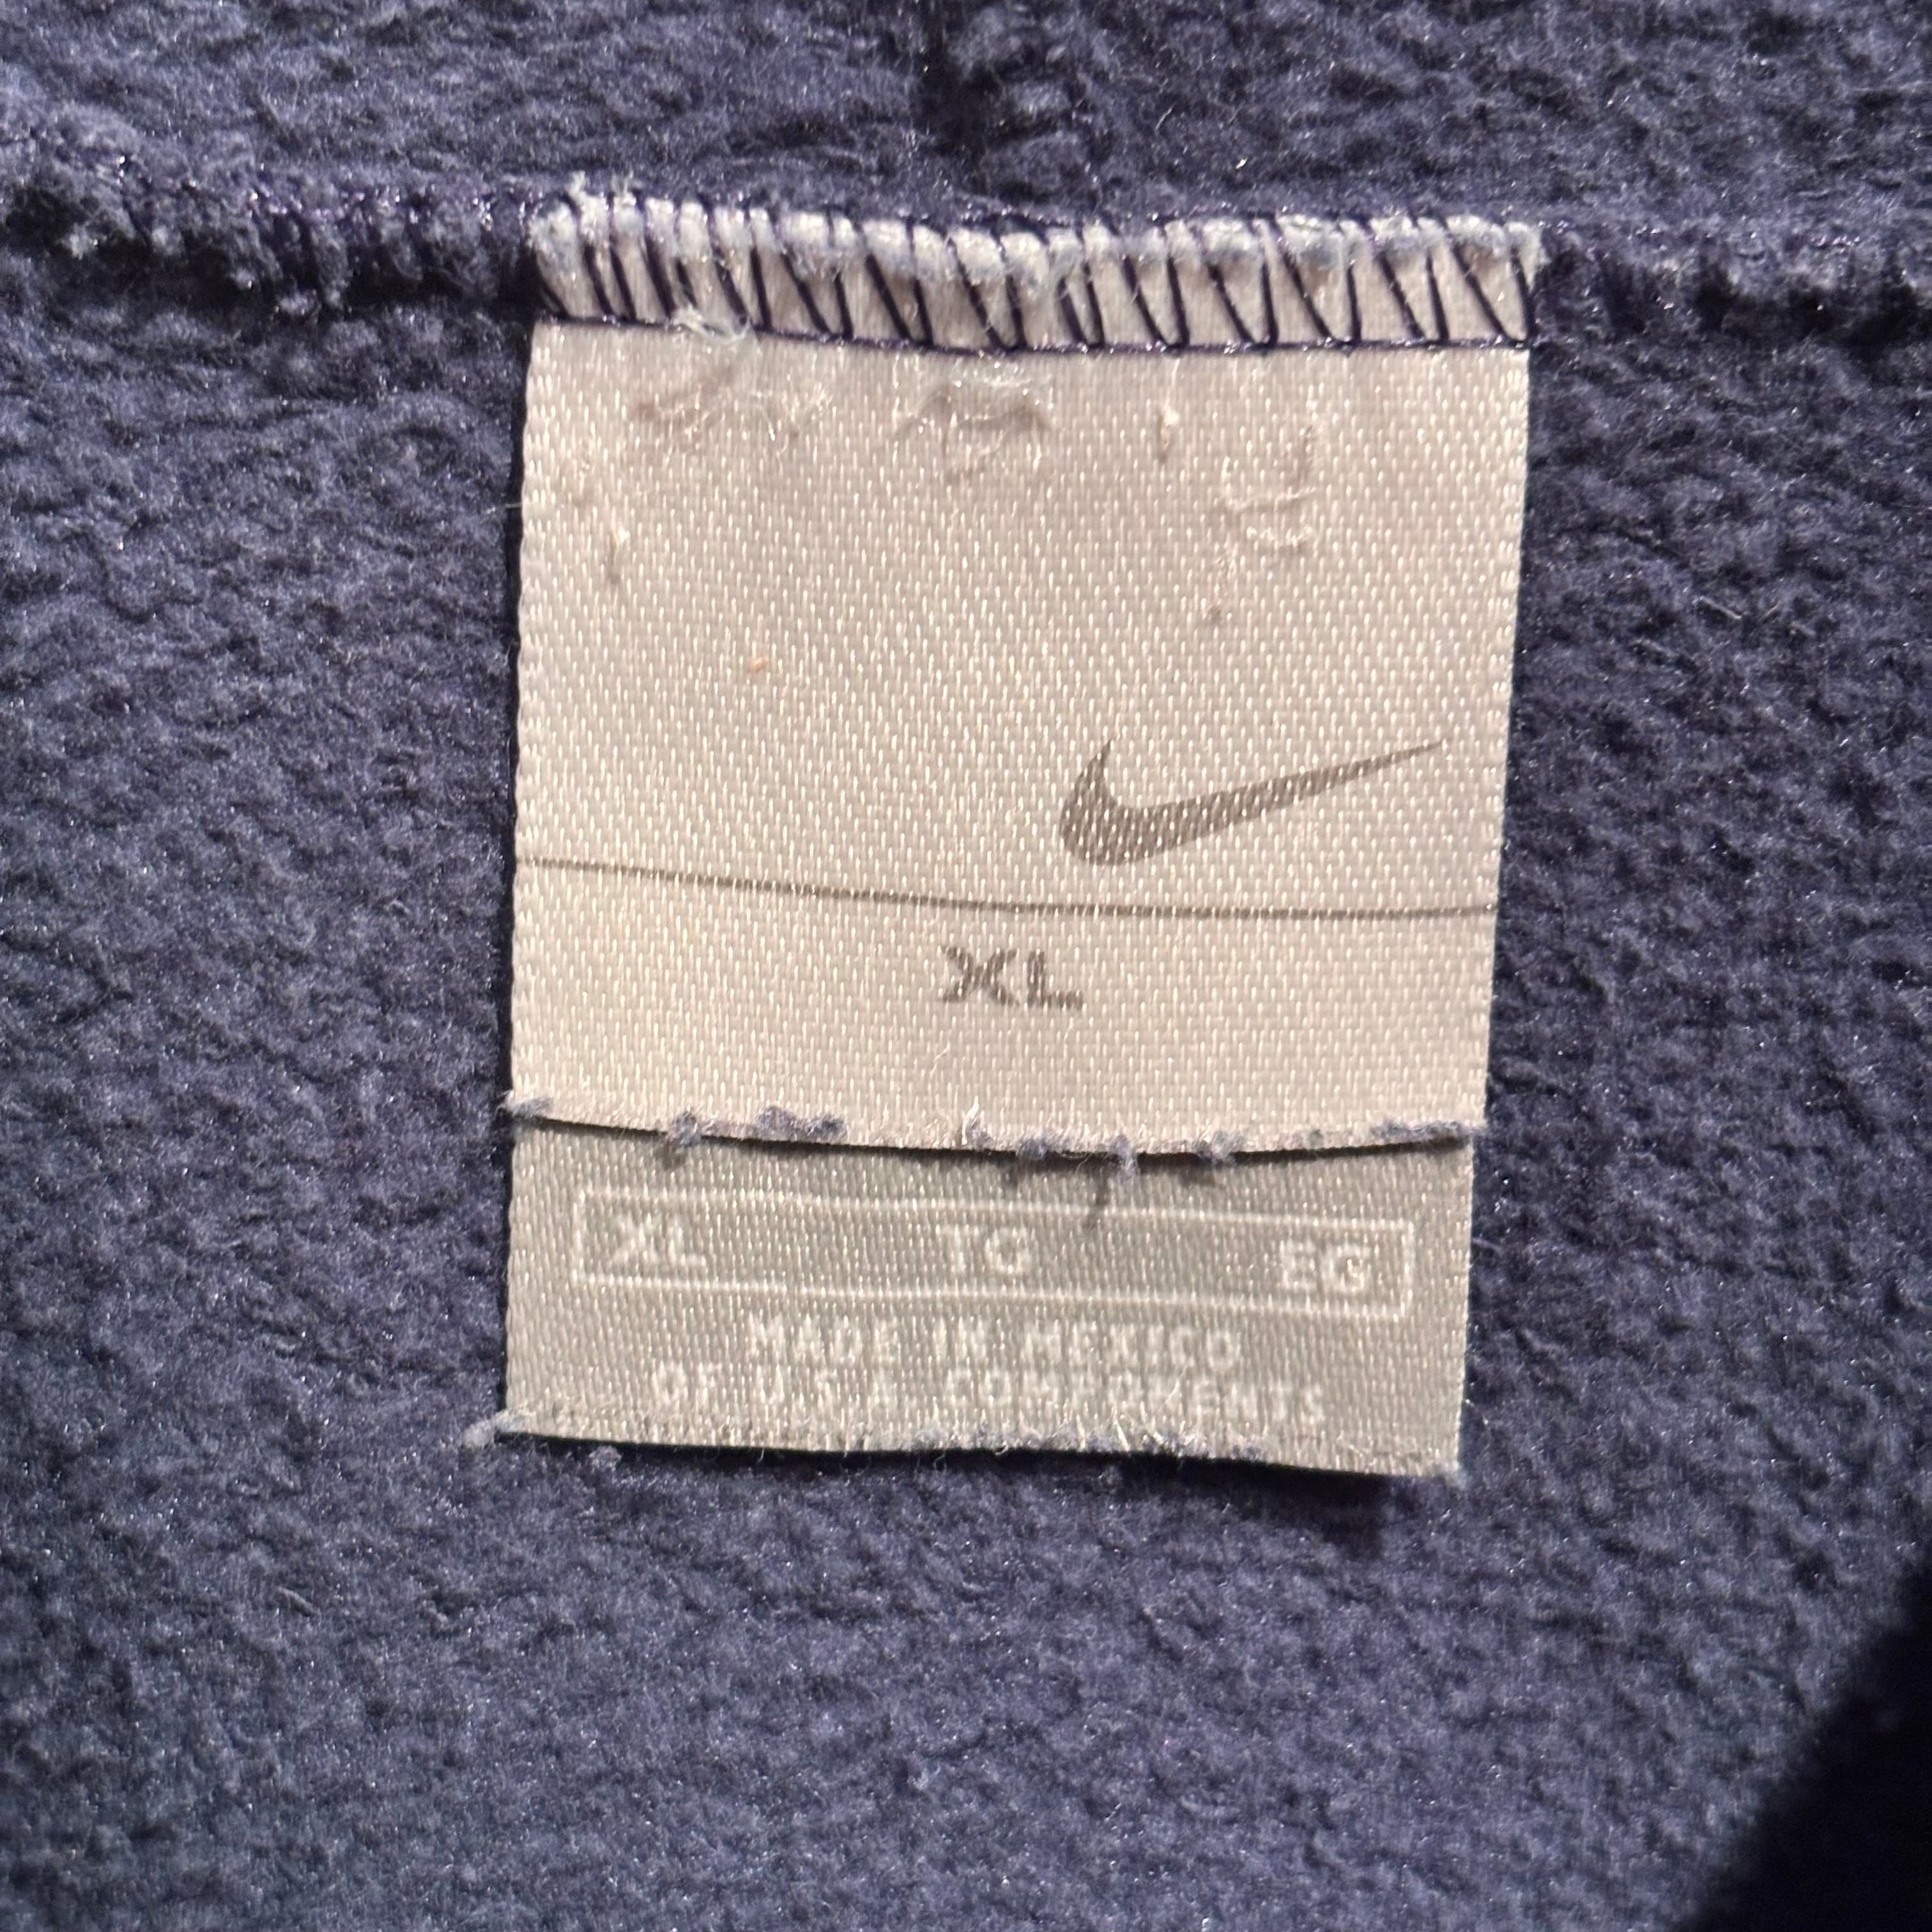 XL
XL TG EG
MADE IN MEXICO
OF U.S.A. COMPONENTS